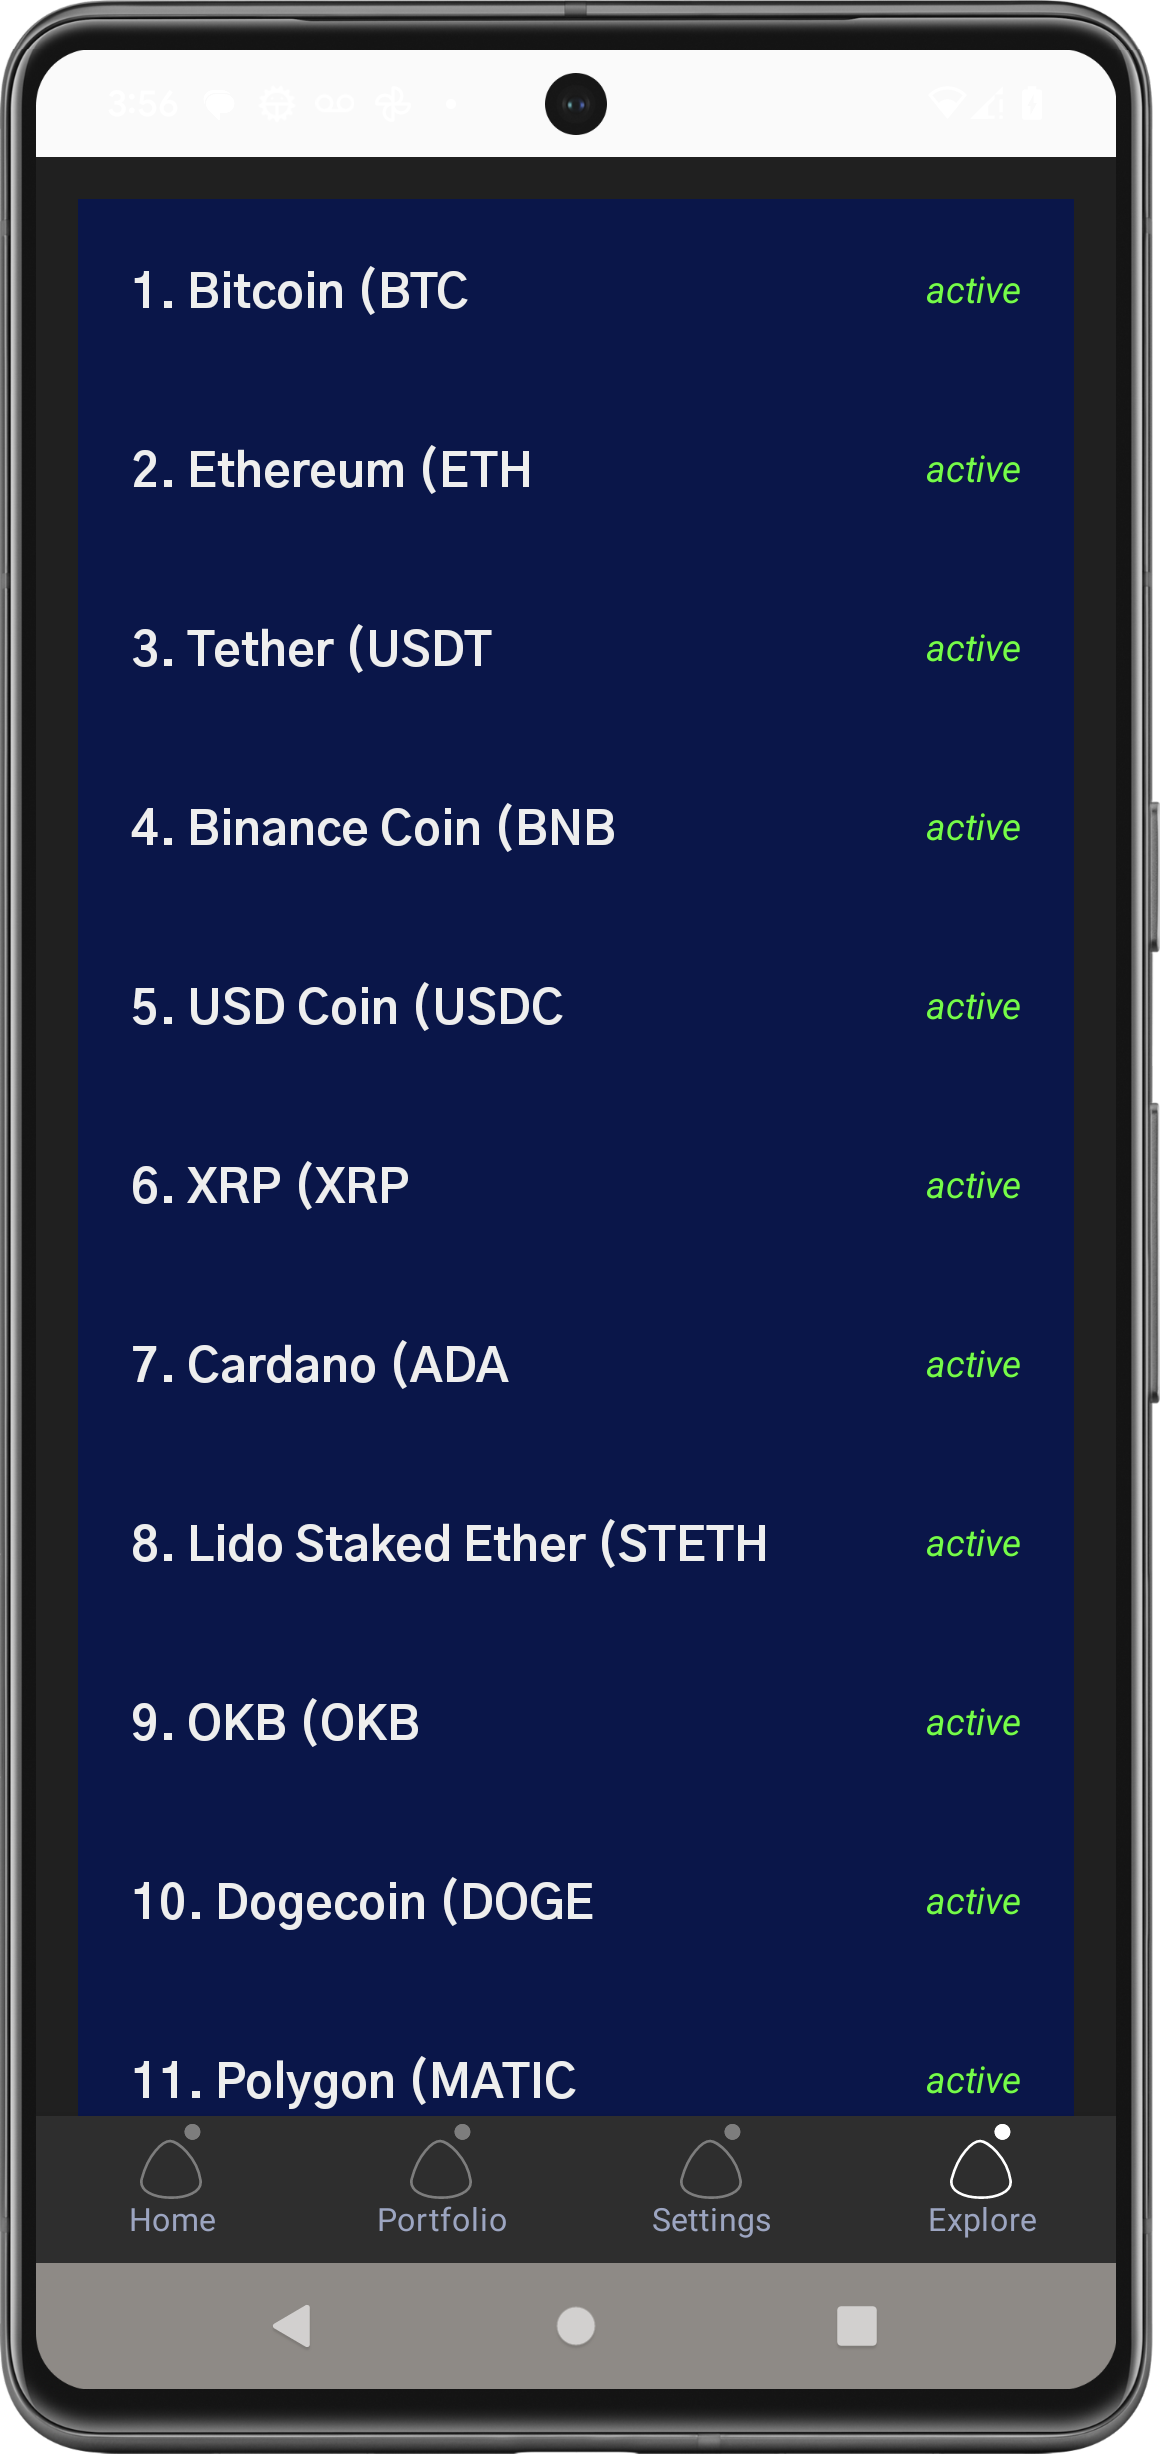 3:56
1. Bitcoin (BTC active
2. Ethereum (ETH active
3. Tether (USDT active
4. Binance Coin (BNB active
5. USD Coin (USDC active
6. XRP (XRP active
7. Cardano (ADA active
8. Lido Staked Ether (STETH active
9. OKB (OKB active
10. Dogecoin (DOGE active
11. Polygon (MATIC active
Home Portfolio Settings Explore